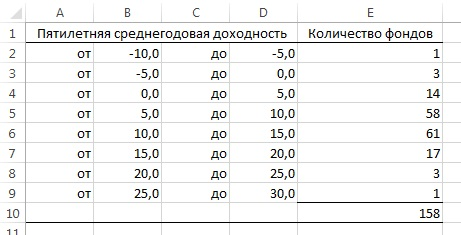 A B C D E
1 Пятилетняя среднегодовая доходность Количество фондов
2 от -10,0 до -5,0 1
3 от -5,0 до 0,0 3
4 от 0,0 до 5,0 14
5 от 5,0 до 10,0 58
6 от 10,0 до 15,0 61
7 от 15,0 до 20,0 17
8 от 20,0 до 25,0 3
9 от 25,0 до 30,0 1
10 158
11